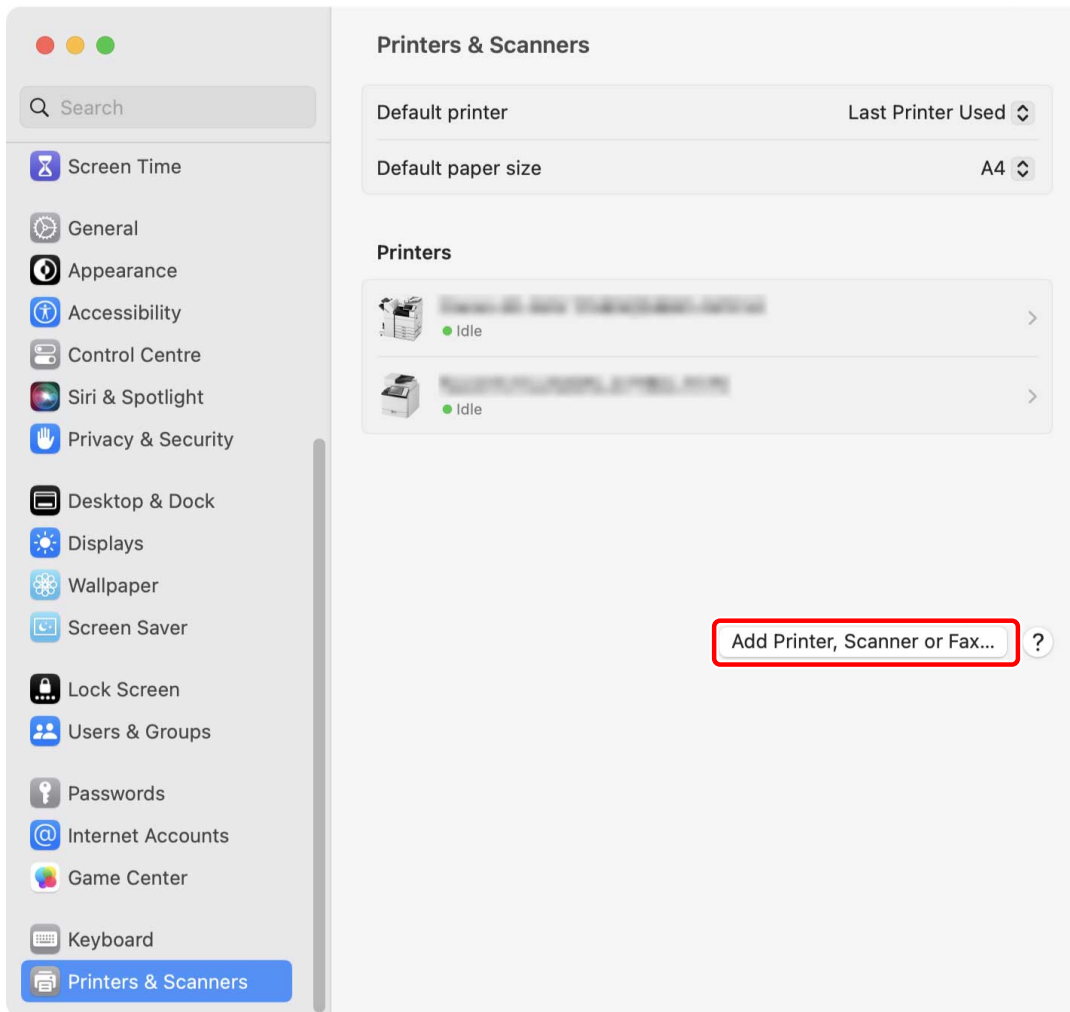 Search
Screen Time
General
Appearance
Accessibility
Control Centre
Siri & Spotlight
Privacy & Security
Desktop & Dock
Displays
Wallpaper
Screen Saver
Lock Screen
Users & Groups
Passwords
Internet Accounts
Game Center
Keyboard
Printers & Scanners
Printers & Scanners
Default printer Last Printer Used
Default paper size A4
Printers
Idle
Idle
Add Printer, Scanner or Fax... ?